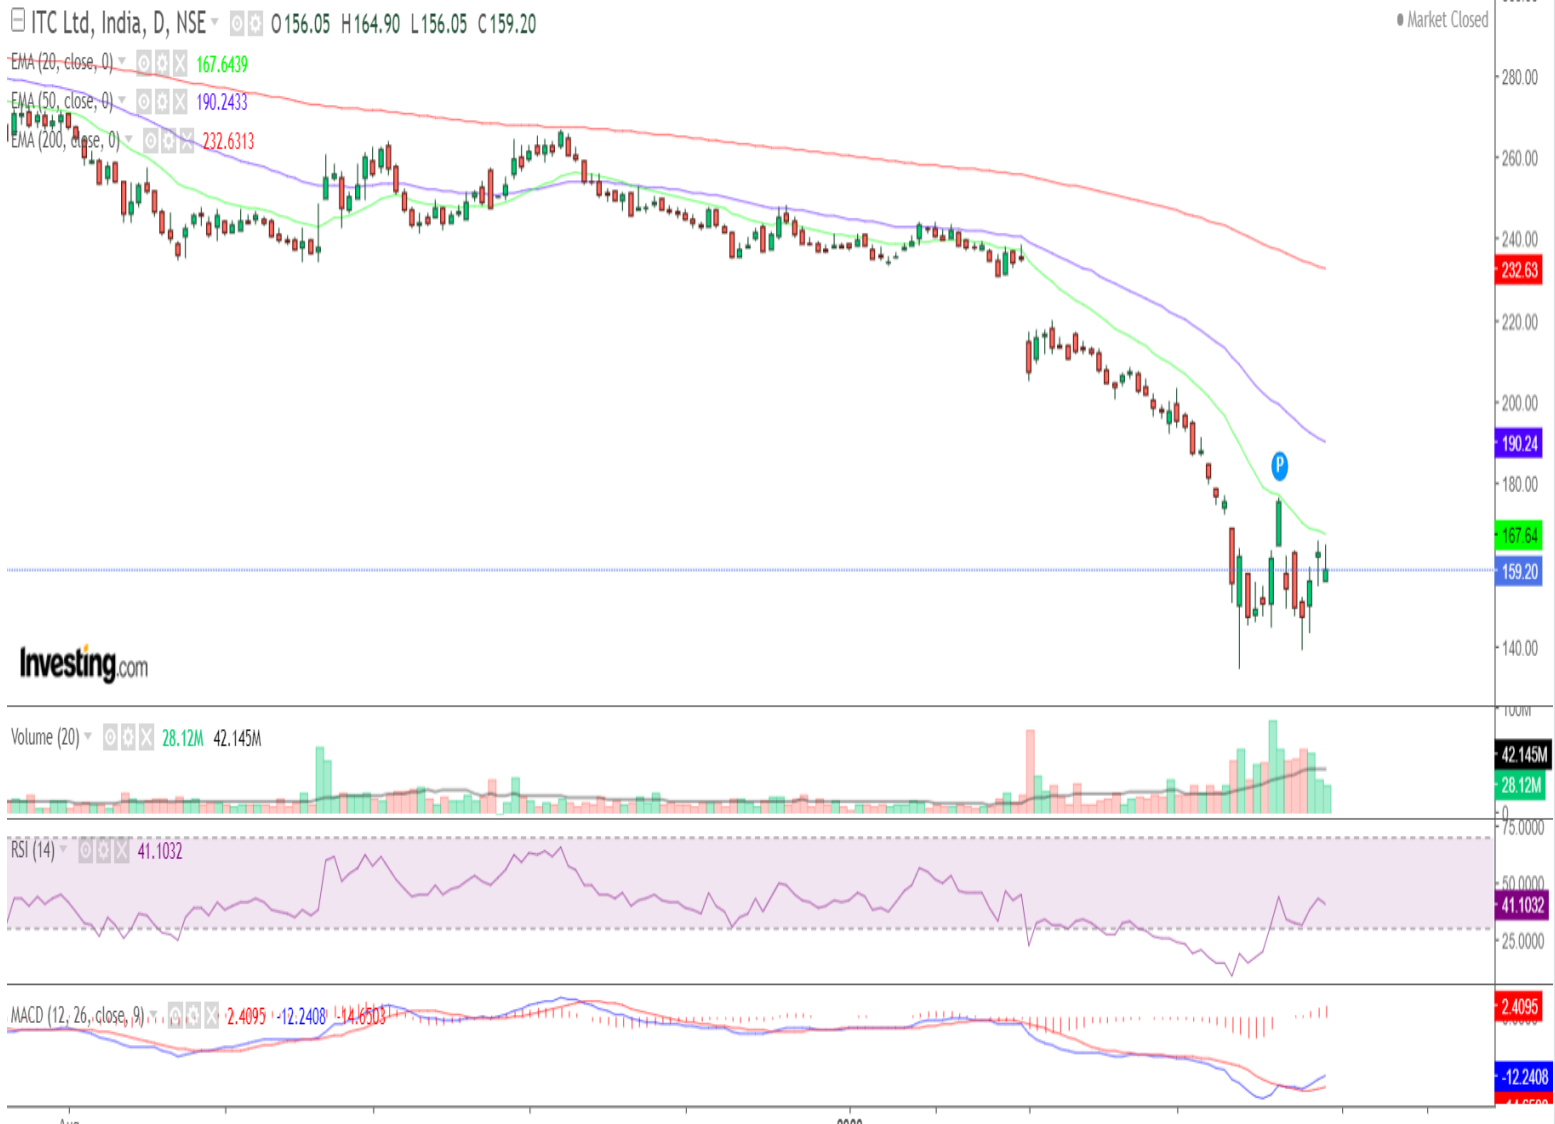 ITC Ltd, India, D, NSE O156.05 H164.90 L156.05 C159.20
Market Closed
EMA (20, close, 0) 167.6439
EMA (50, close, 0) 190.2433
EMA (200, close, 0) 232.6313
280.00
260.00
240.00
232.63
220.00
200.00
190.24
P
180.00
167.64
159.20
140.00
Investing.com
100M
Volume (20) 28.12M 42.145M
42.145M
28.12M
0
75.0000
RSI (14) 41.1032
50.0000
41.1032
25.0000
MACD (12, 26, close, 9) 2.4095 -12.2408 -14.6503
2.4095
-12.2408